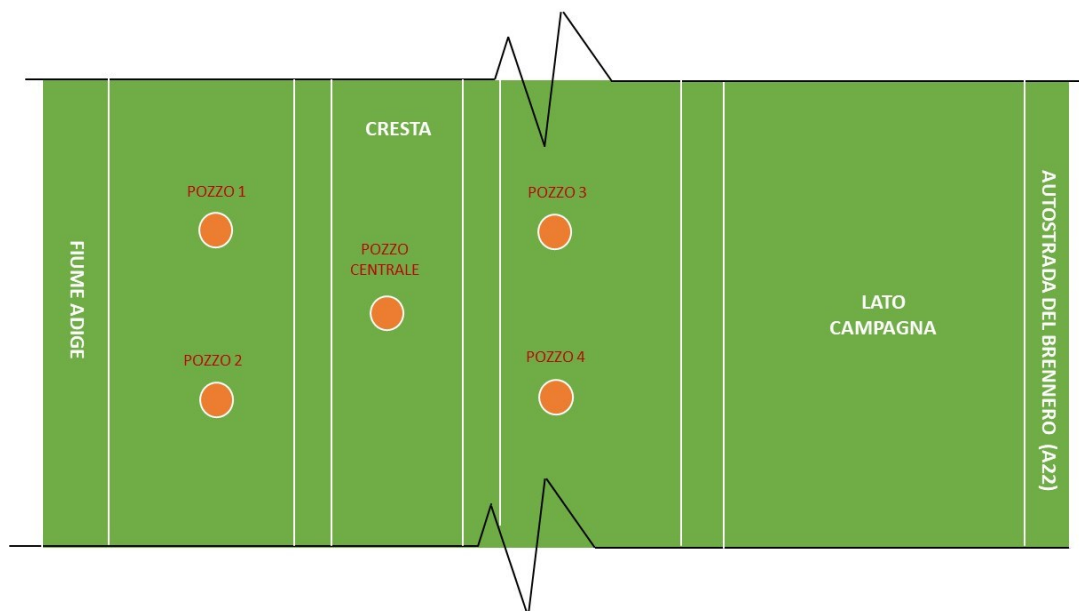 CRESTA
POZZO 1
POZZO 3
POZZO
CENTRALE
FIUME ADIGE
LATO
CAMPAGNA
AUTOSTRADA DEL BRENNERO (A22)
POZZO 2
POZZO 4